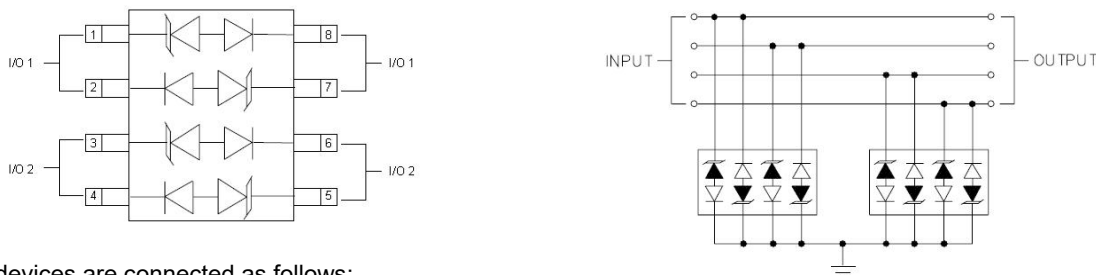 1 8
I/O 1 I/O 1
2 7
3 6
I/O 2 I/O 2
4 5
INPUT OUTPUT
devices are connected as follows: